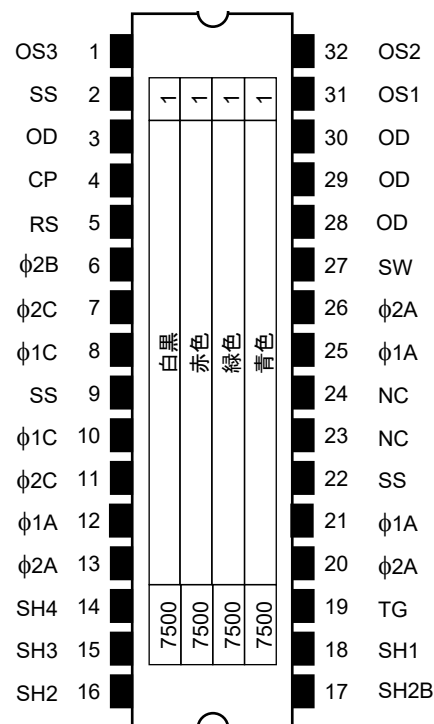 OS3 1 32 OS2
SS 2 31 OS1
OD 3 30 OD
CP 4 29 OD
RS 5 28 OD
ϕ2B 6 27 SW
ϕ2C 7 26 ϕ2A
ϕ1C 8 25 ϕ1A
SS 9 24 NC
ϕ1C 10 23 NC
ϕ2C 11 22 SS
ϕ1A 12 21 ϕ1A
ϕ2A 13 20 ϕ2A
SH4 14 19 TG
SH3 15 18 SH1
SH2 16 17 SH2B
1 1 1 1
白黒 赤色 緑色 青色
7500 7500 7500 7500